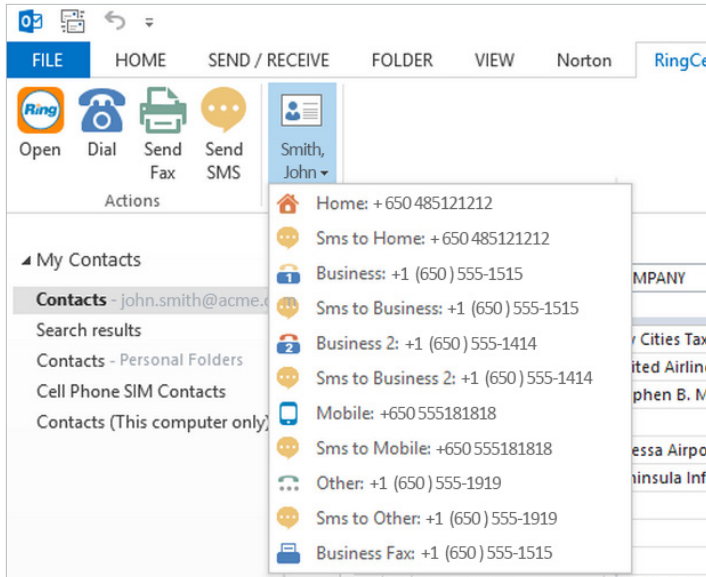 FILE HOME SEND / RECEIVE FOLDER VIEW Norton RingCe
Ring
Open Dial Send Fax Send SMS Smith, John
Actions
Home: +650 485121212
Sms to Home: +650 485121212
My Contacts
Business: +1 (650) 555-1515
MPANY
Contacts - john.smith@acme.c m
Sms to Business: +1 (650) 555-1515
Search results
Business 2: +1 (650) 555-1414
Cities Tax
Contacts - Personal Folders
ited Airline
Sms to Business 2: +1 (650) 555-1414
Cell Phone SIM Contacts
phen B. M
Mobile: +650 555181818
Contacts (This computer only)
Sms to Mobile: +650 555181818
essa Airpo
Other: +1 (650) 555-1919
insula Inf
Sms to Other: +1 (650) 555-1919
Business Fax: +1 (650) 555-1515